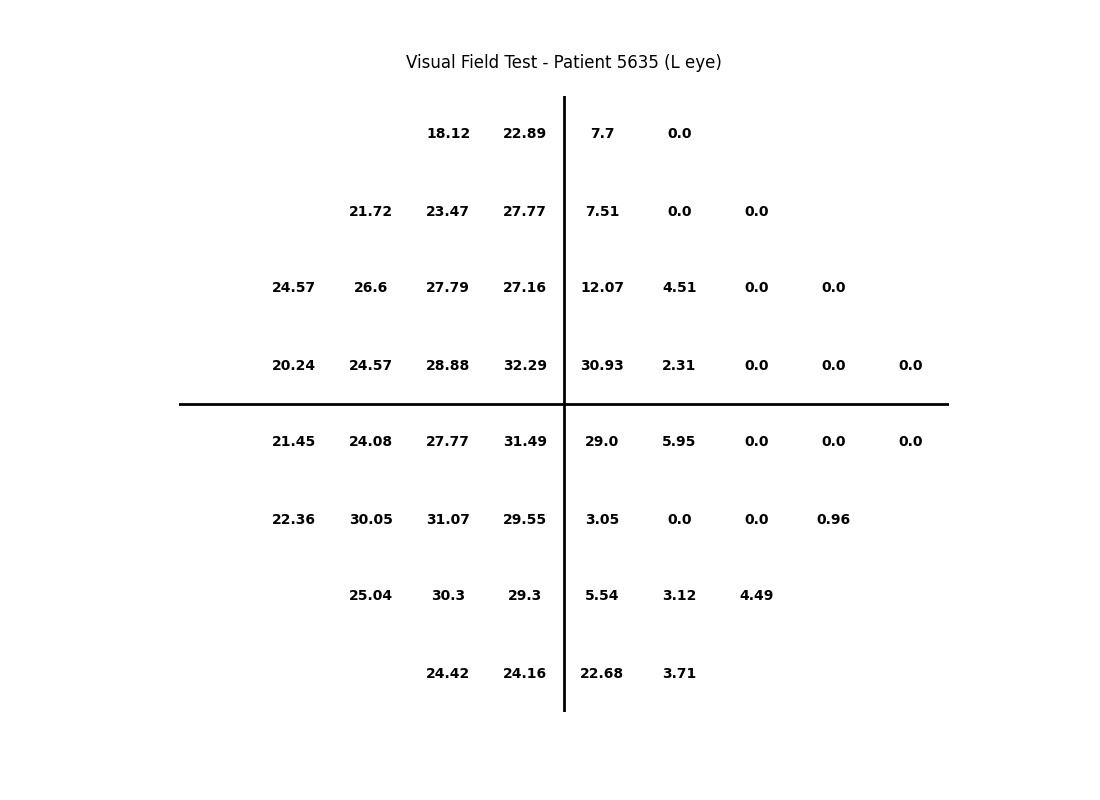 Visual Field Test - Patient 5635 (L eye)
18.12 22.89 7.7 0.0
21.72 23.47 27.77 7.51 0.0 0.0
24.57 26.6 27.79 27.16 12.07 4.51 0.0 0.0
20.24 24.57 28.88 32.29 30.93 2.31 0.0 0.0 0.0
21.45 24.08 27.77 31.49 29.0 5.95 0.0 0.0 0.0
22.36 30.05 31.07 29.55 3.05 0.0 0.0 0.96
25.04 30.3 29.3 5.54 3.12 4.49
24.42 24.16 22.68 3.71